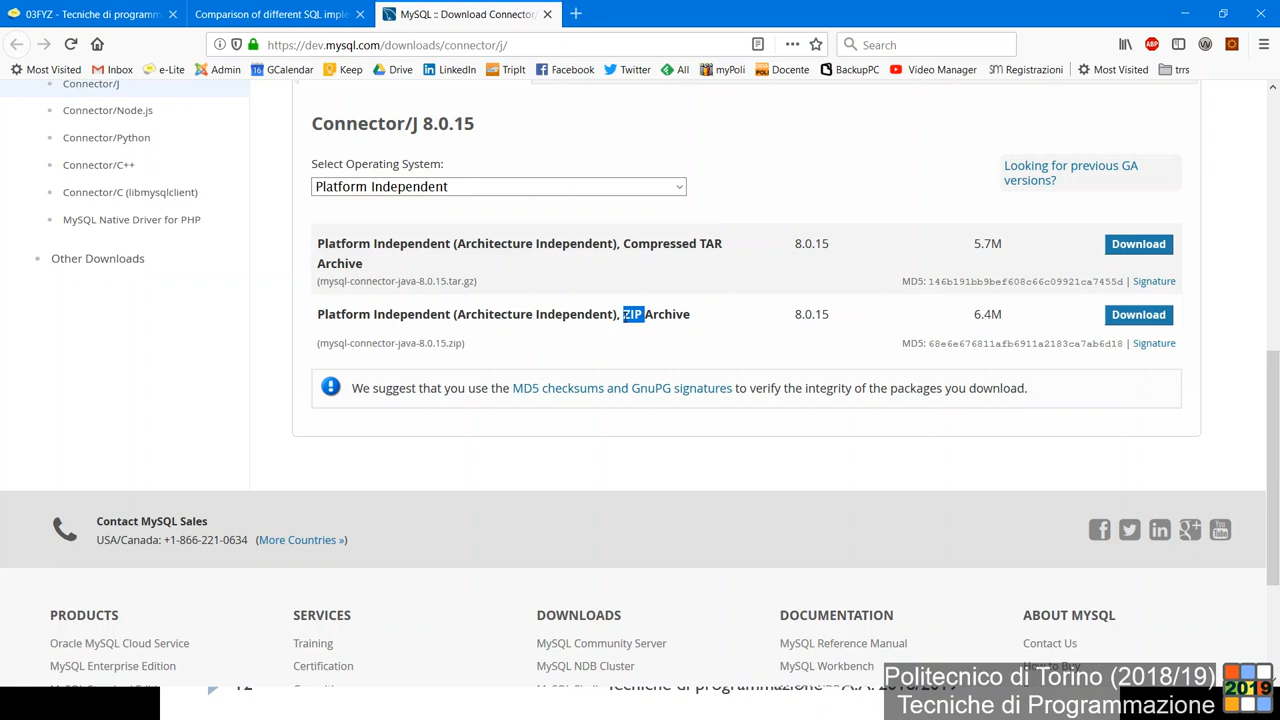 03FYZ - Tecniche di programm
Comparison of different SQL imple
MySQL :: Download Connector/
https://dev.mysql.com/downloads/connector/j/
Search
Most Visited
Inbox
e-Lite
Admin
GCalendar
Keep
Drive
LinkedIn
TripIt
Facebook
Twitter
All
myPoli
Docente
BackupPC
Video Manager
Registrazioni
Most Visited
trrs
Connector/J
Connector/Node.js
Connector/Python
Connector/C++
Connector/C (libmysqlclient)
MySQL Native Driver for PHP
Other Downloads
Connector/J 8.0.15
Select Operating System:
Platform Independent
Looking for previous GA
versions?
Platform Independent (Architecture Independent), Compressed TAR
Archive
8.0.15
5.7M
Download
(mysql-connector-java-8.0.15.tar.gz)
MD5: 146b191bb9bef608c66c09921ca7455d | Signature
Platform Independent (Architecture Independent), ZIP Archive
8.0.15
6.4M
Download
(mysql-connector-java-8.0.15.zip)
MD5: 68e6e676811afb6911a2183ca7ab6d18 | Signature
We suggest that you use the MD5 checksums and GnuPG signatures to verify the integrity of the packages you download.
Contact MySQL Sales
USA/Canada: +1-866-221-0634 (More Countries »)
PRODUCTS
Oracle MySQL Cloud Service
MySQL Enterprise Edition
SERVICES
Training
Certification
DOWNLOADS
MySQL Community Server
MySQL NDB Cluster
DOCUMENTATION
MySQL Reference Manual
MySQL Workbench
ABOUT MYSQL
Contact Us
How to Buy
Politecnico di Torino (2018/19)
Tecniche di Programmazione
2019